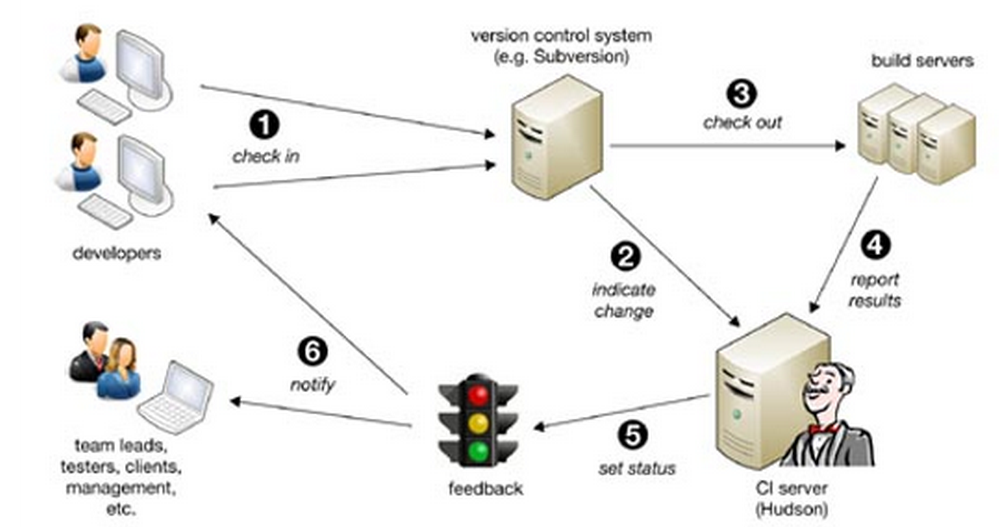 version control system
(e.g. Subversion)
build servers
3
check out
1
check in
developers
2
indicate
change
4
report
results
6
notify
5
set status
team leads,
testers, clients,
management,
etc.
feedback
CI server
(Hudson)